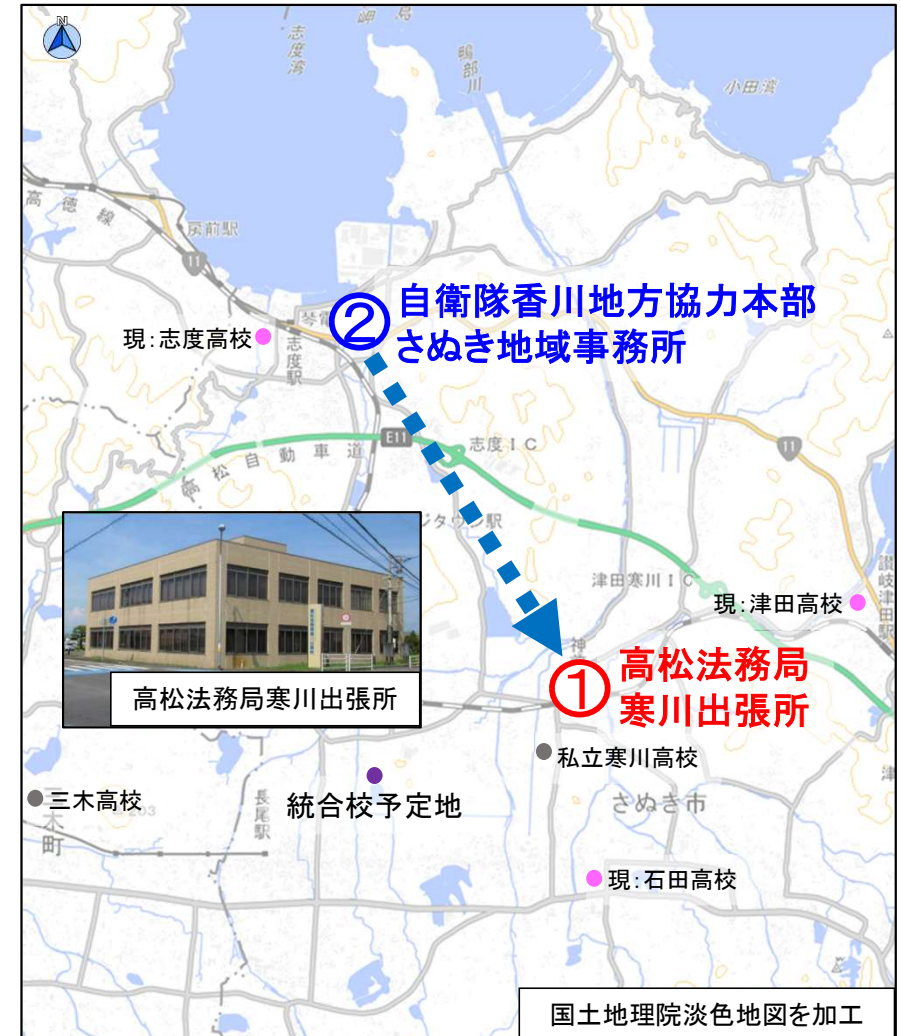 N
志度湾
鴨部川
小田湾
高徳線
房前駅
11
②
自衛隊香川地方協力本部
さぬき地域事務所
現:志度高校
志度駅
E11
志度IC
高松自動車道
11
津田寒川IC
讃岐津田駅
現:津田高校
①
高松法務局
寒川出張所
高松法務局寒川出張所
私立寒川高校
三木高校
統合校予定地
長尾駅
さぬき市
203
現:石田高校
国土地理院淡色地図を加工